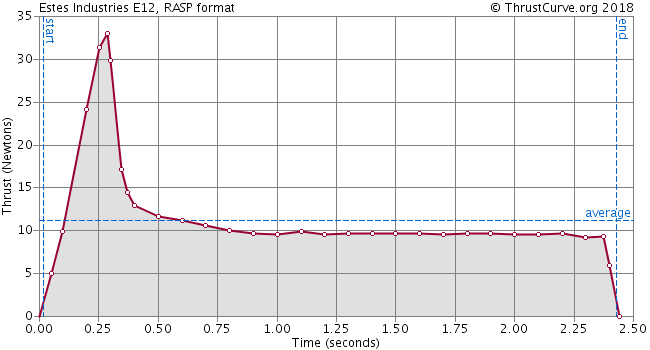 Estes Industries E12, RASP format
© ThrustCurve.org 2018
start
end
35
30
25
20
15
10
5
0
Thrust (Newtons)
average
0.00
0.25
0.50
0.75
1.00
1.25
1.50
1.75
2.00
2.25
2.50
Time (seconds)